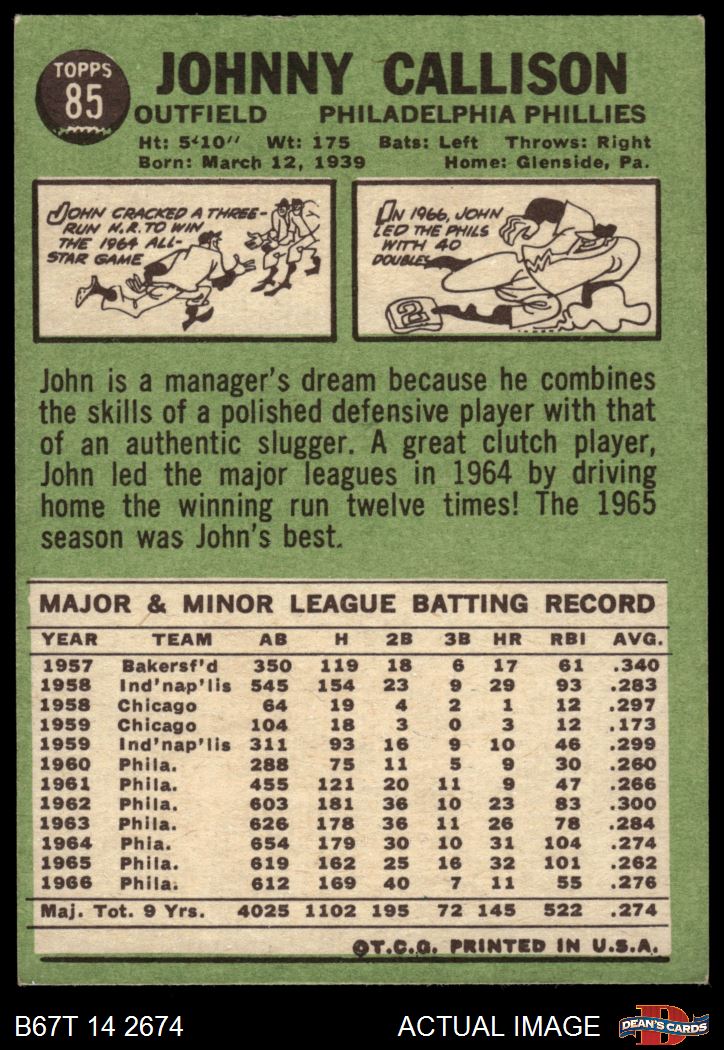 TOPPS
85
JOHNNY CALLISON
OUTFIELD PHILADELPHIA PHILLIES
Ht: 5'10" Wt: 175 Bats: Left Throws: Right
Born: March 12, 1939 Home: Glenside, Pa.
JOHN CRACKED A THREE-
RUN H.R. TO WIN
THE 1964 ALL-
STAR GAME
IN 1966, JOHN
LED THE PHILS
WITH 40
DOUBLES
W
2
John is a manager's dream because he combines
the skills of a polished defensive player with that
of an authentic slugger. A great clutch player,
John led the major leagues in 1964 by driving
home the winning run twelve times! The 1965
season was John's best.
MAJOR & MINOR LEAGUE BATTING RECORD
YEAR TEAM AB H 2B 3B HR RBI AVG.
1957 Bakersf'd 350 119 18 6 17 61 .340
1958 Ind'nap'lis 545 154 23 9 29 93 .283
1958 Chicago 64 19 4 2 1 12 .297
1959 Chicago 104 18 3 0 3 12 .173
1959 Ind'nap'lis 311 93 16 9 10 46 .299
1960 Phila. 288 75 11 5 9 30 .260
1961 Phila. 455 121 20 11 9 47 .266
1962 Phila. 603 181 36 10 23 83 .300
1963 Phila. 626 178 36 11 26 78 .284
1964 Phia. 654 179 30 10 31 104 .274
1965 Phila. 619 162 25 16 32 101 .262
1966 Phila. 612 169 40 7 11 55 .276
Maj. Tot. 9 Yrs. 4025 1102 195 72 145 522 .274
©T.C.G. PRINTED IN U.S.A.
B67T 14 2674 ACTUAL IMAGE
D
DEAN'S CARDS